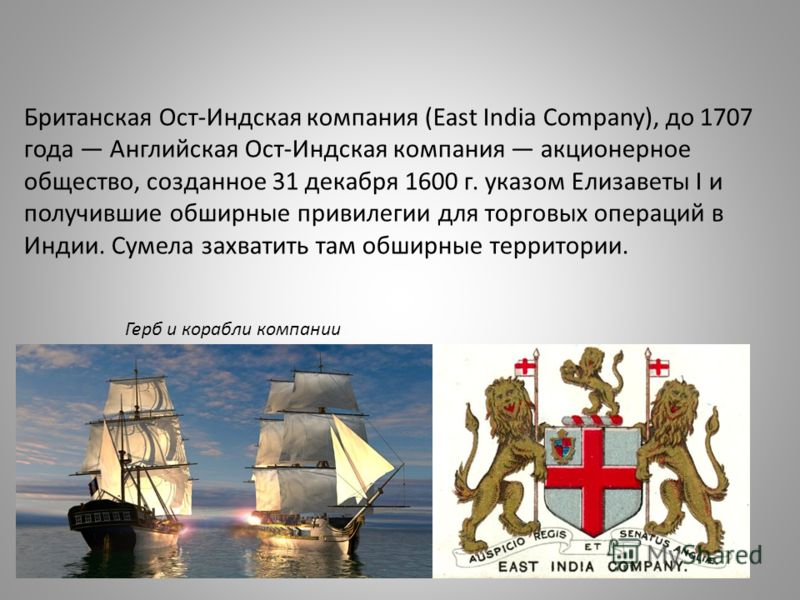 Британская Ост-Индская компания (East India Company), до 1707
года — Английская Ост-Индская компания — акционерное
общество, созданное 31 декабря 1600 г. указом Елизаветы I и
получившие обширные привилегии для торговых операций в
Индии. Сумела захватить там обширные территории.
Герб и корабли компании
AUSPICIO REGIS
ET
SENATUS ANGLIÆ.
EAST INDIA COMPANY.
MyShared